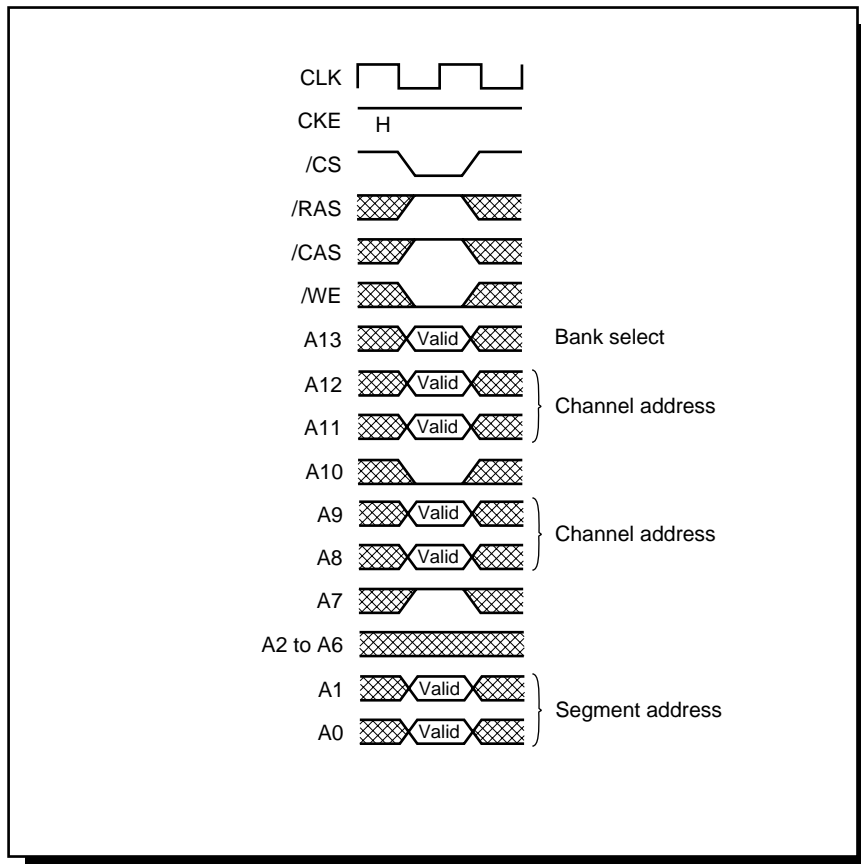 CLK
CKE H
/CS
/RAS
/CAS
/WE
A13 Valid Bank select
A12 Valid
Channel address
A11 Valid
A10
A9 Valid
Channel address
A8 Valid
A7
A2 to A6
A1 Valid
Segment address
A0 Valid